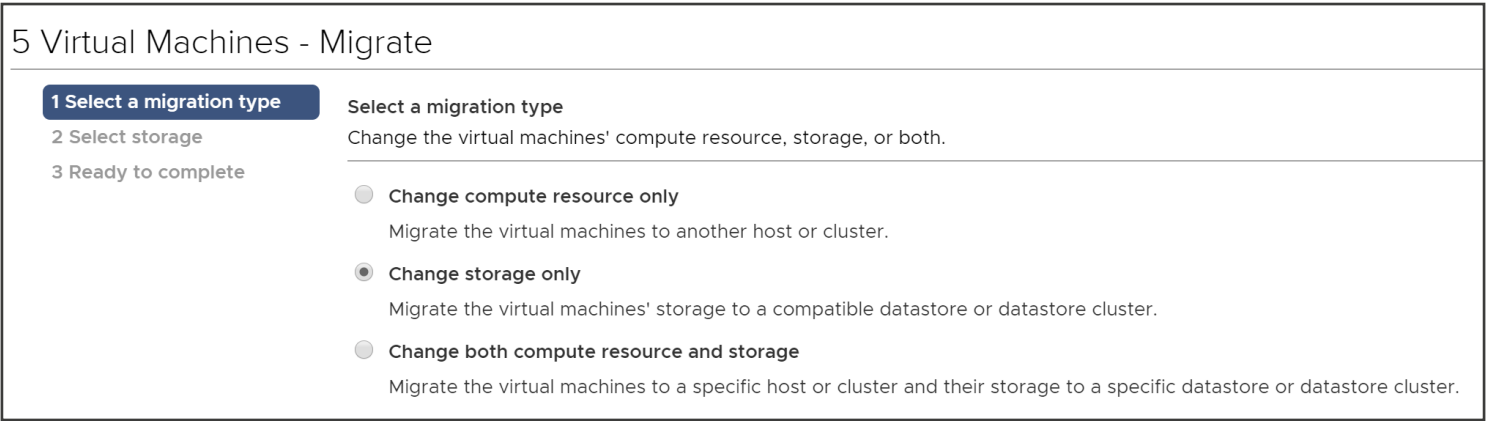 5 Virtual Machines - Migrate
1 Select a migration type
2 Select storage
3 Ready to complete
Select a migration type
Change the virtual machines' compute resource, storage, or both.
Change compute resource only
Migrate the virtual machines to another host or cluster.
Change storage only
Migrate the virtual machines' storage to a compatible datastore or datastore cluster.
Change both compute resource and storage
Migrate the virtual machines to a specific host or cluster and their storage to a specific datastore or datastore cluster.